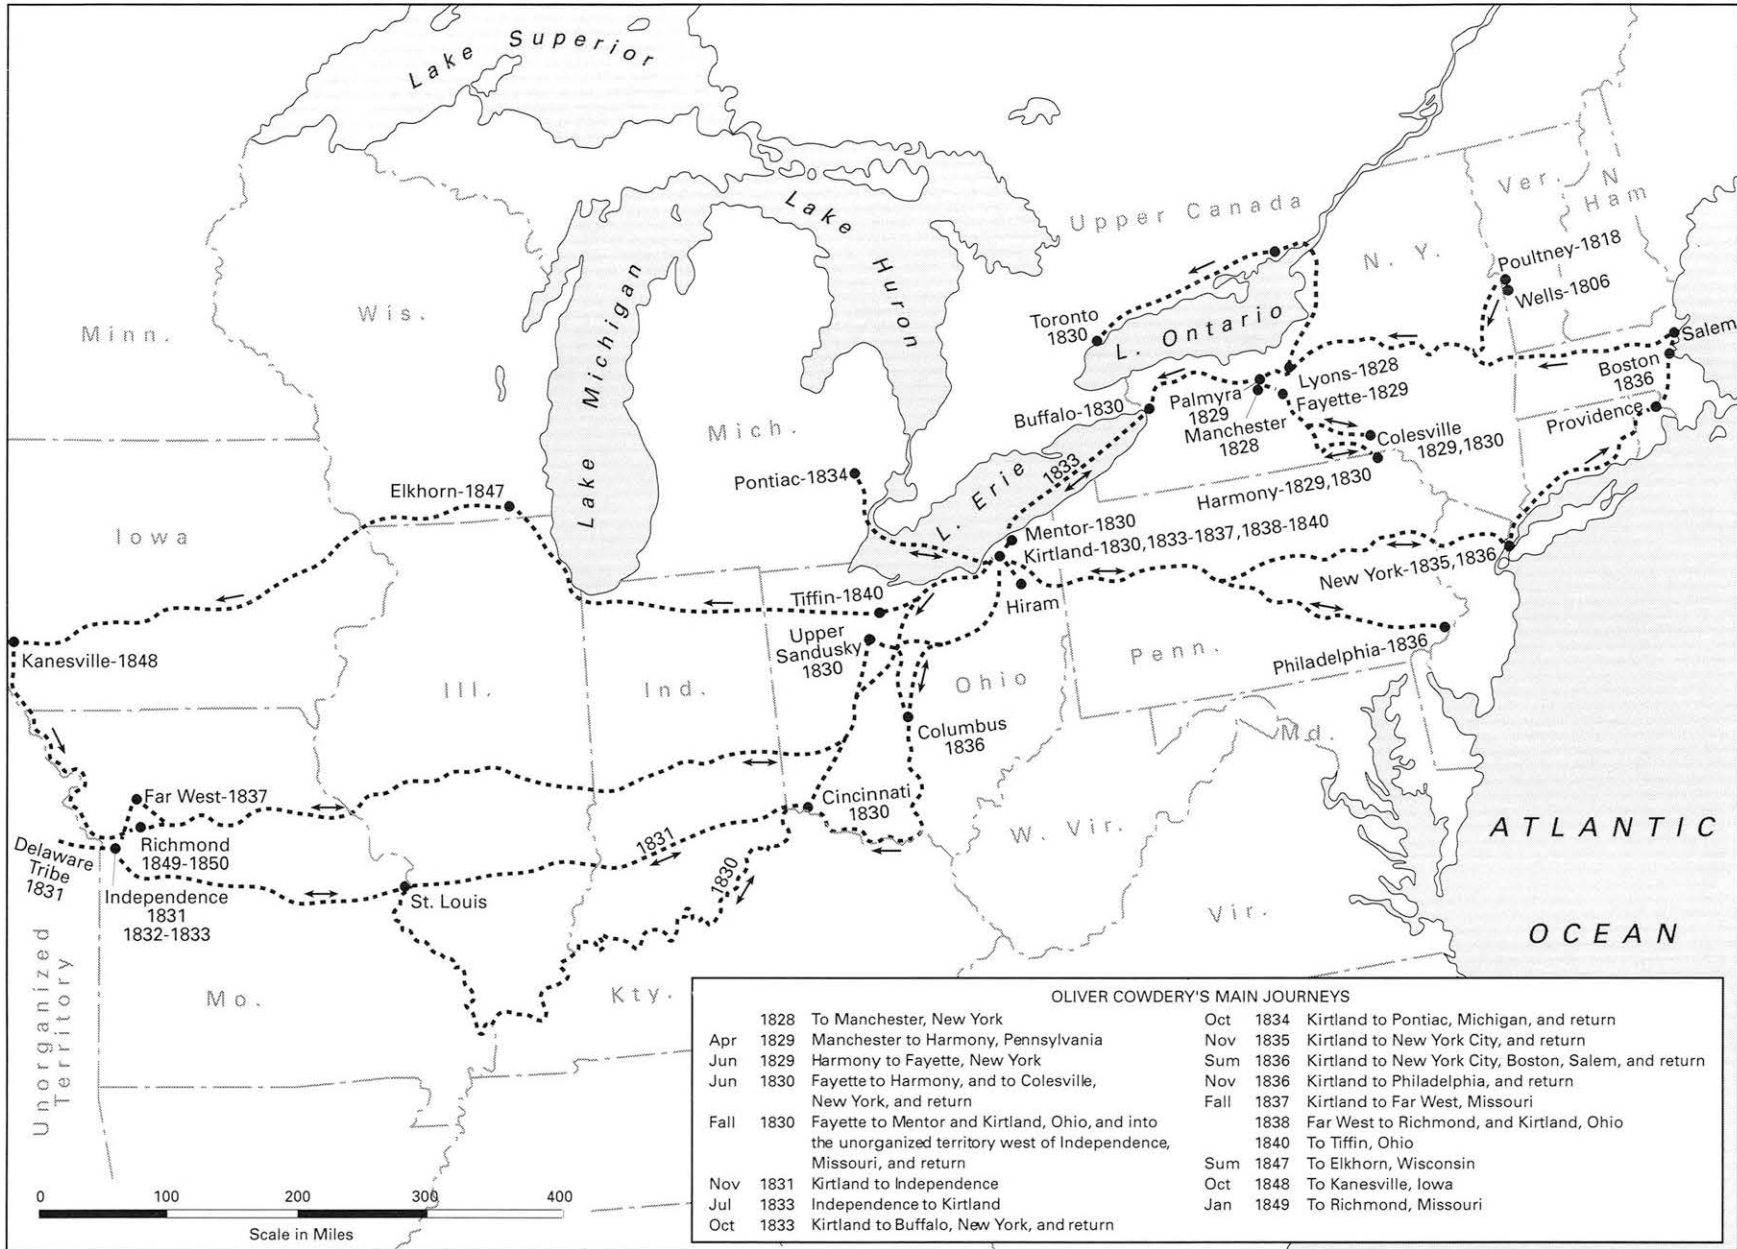 Lake Superior
Lake Michigan
Lake Huron
L. Ontario
L. Erie
Upper Canada
Ver.
N
Ham
N. Y.
Minn.
Wis.
Mich.
Iowa
Ill.
Ind.
Ohio
Penn.
Md.
W. Vir.
Vir.
Kty.
Mo.
Unorganized
Territory
ATLANTIC
OCEAN
Poultney-1818
Wells-1806
Toronto
1830
Salem
Boston
1836
Providence
Lyons-1828
Fayette-1829
Palmyra
1829
Manchester
1828
Buffalo-1830
Colesville
1829,1830
Harmony-1829,1830
1833
Pontiac-1834
Elkhorn-1847
Mentor-1830
Kirtland-1830,1833-1837,1838-1840
New York-1835,1836
Hiram
Tiffin-1840
Upper
Sandusky
1830
Philadelphia-1836
Kanesville-1848
Columbus
1836
Far West-1837
Cincinnati
1830
Richmond
1849-1850
1831
1830
Delaware
Tribe
1831
Independence
1831
1832-1833
St. Louis
OLIVER COWDERY'S MAIN JOURNEYS
1828 To Manchester, New York
Apr 1829 Manchester to Harmony, Pennsylvania
Jun 1829 Harmony to Fayette, New York
Jun 1830 Fayette to Harmony, and to Colesville,
New York, and return
Fall 1830 Fayette to Mentor and Kirtland, Ohio, and into
the unorganized territory west of Independence,
Missouri, and return
Nov 1831 Kirtland to Independence
Jul 1833 Independence to Kirtland
Oct 1833 Kirtland to Buffalo, New York, and return
Oct 1834 Kirtland to Pontiac, Michigan, and return
Nov 1835 Kirtland to New York City, and return
Sum 1836 Kirtland to New York City, Boston, Salem, and return
Nov 1836 Kirtland to Philadelphia, and return
Fall 1837 Kirtland to Far West, Missouri
1838 Far West to Richmond, and Kirtland, Ohio
1840 To Tiffin, Ohio
Sum 1847 To Elkhorn, Wisconsin
Oct 1848 To Kanesville, Iowa
Jan 1849 To Richmond, Missouri
0 100 200 300 400
Scale in Miles